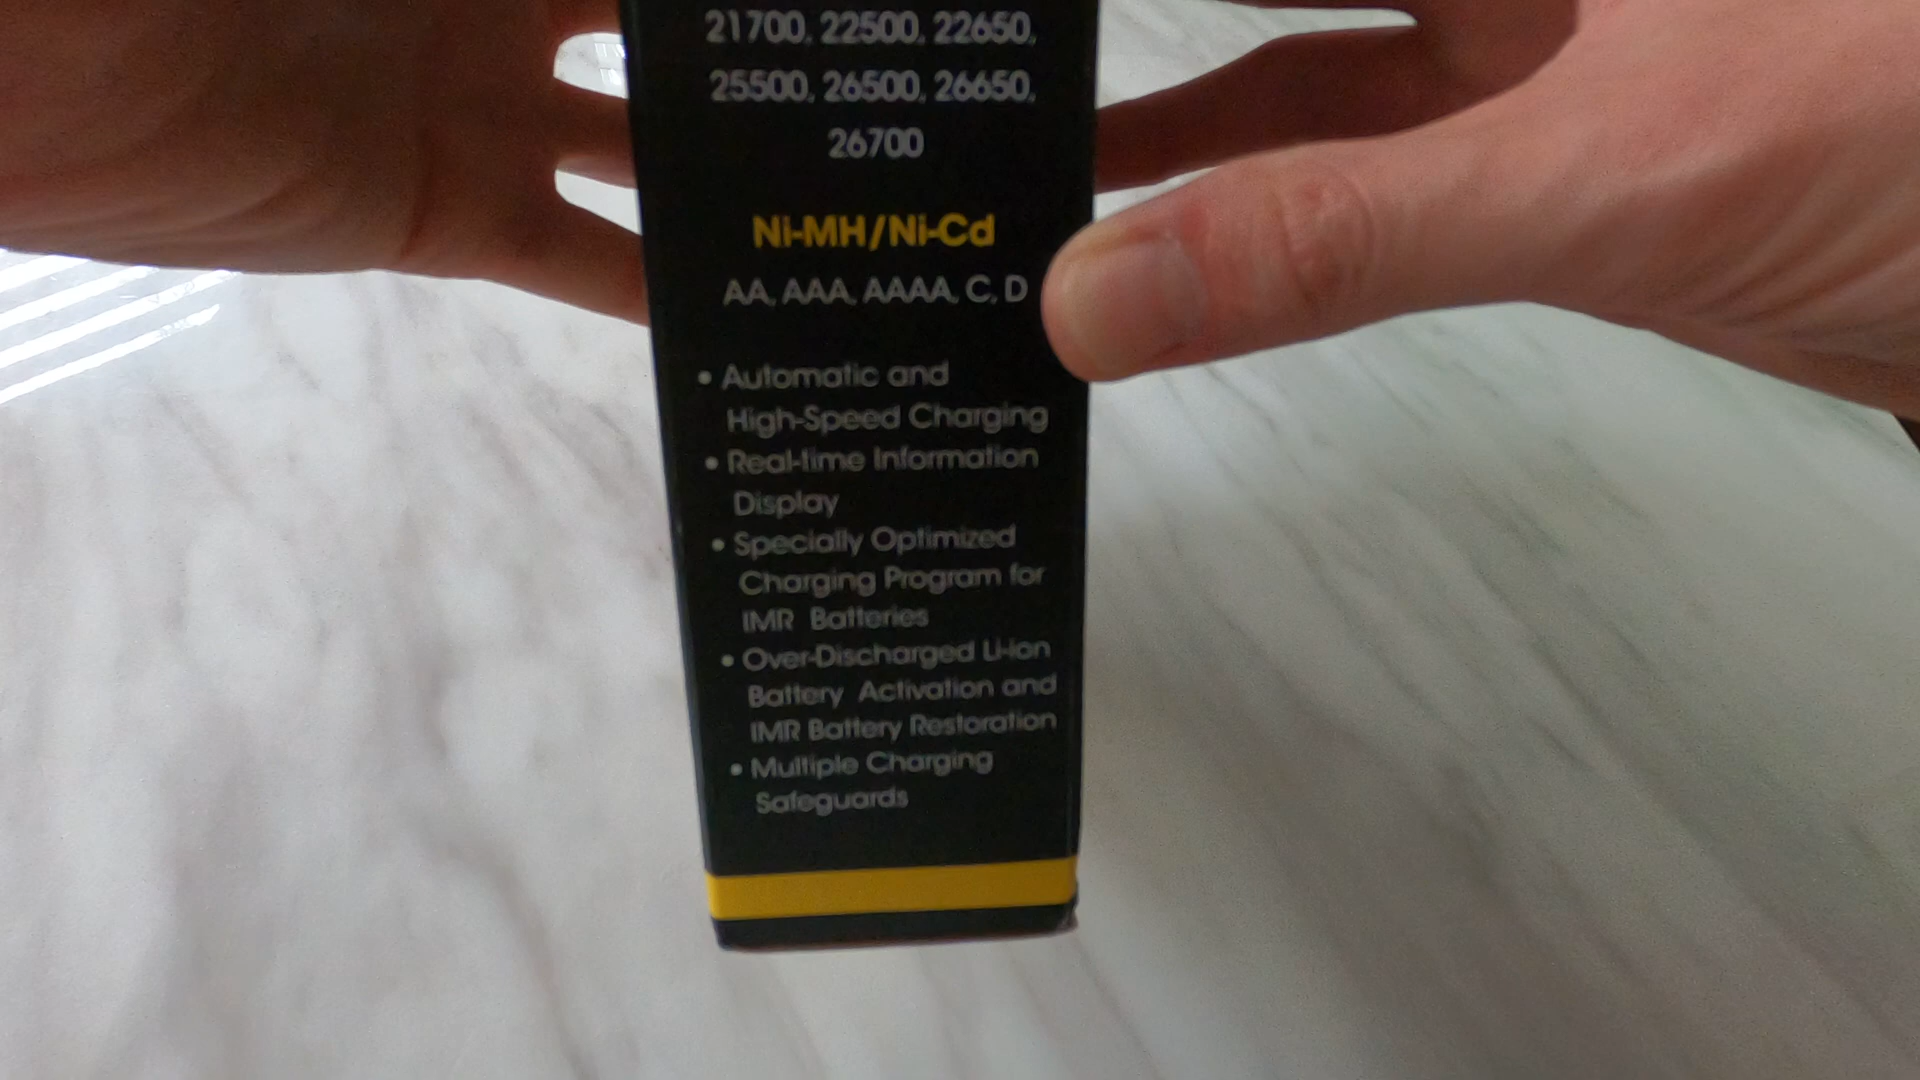 21700, 22500, 22650,
25500, 26500, 26650,
26700
Ni-MH/Ni-Cd
AA, AAA, AAAA, C, D
• Automatic and
High-Speed Charging
• Real-time Information
Display
• Specially Optimized
Charging Program for
IMR Batteries
• Over-Discharged Li-ion
Battery Activation and
IMR Battery Restoration
• Multiple Charging
Safeguards